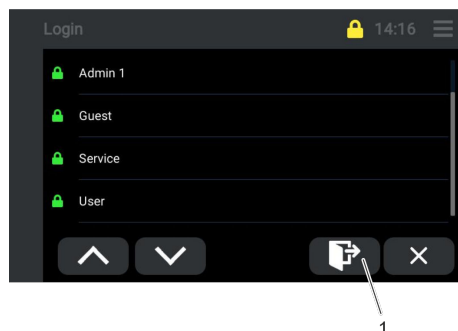 Login 14:16
Admin 1
Guest
Service
User
1